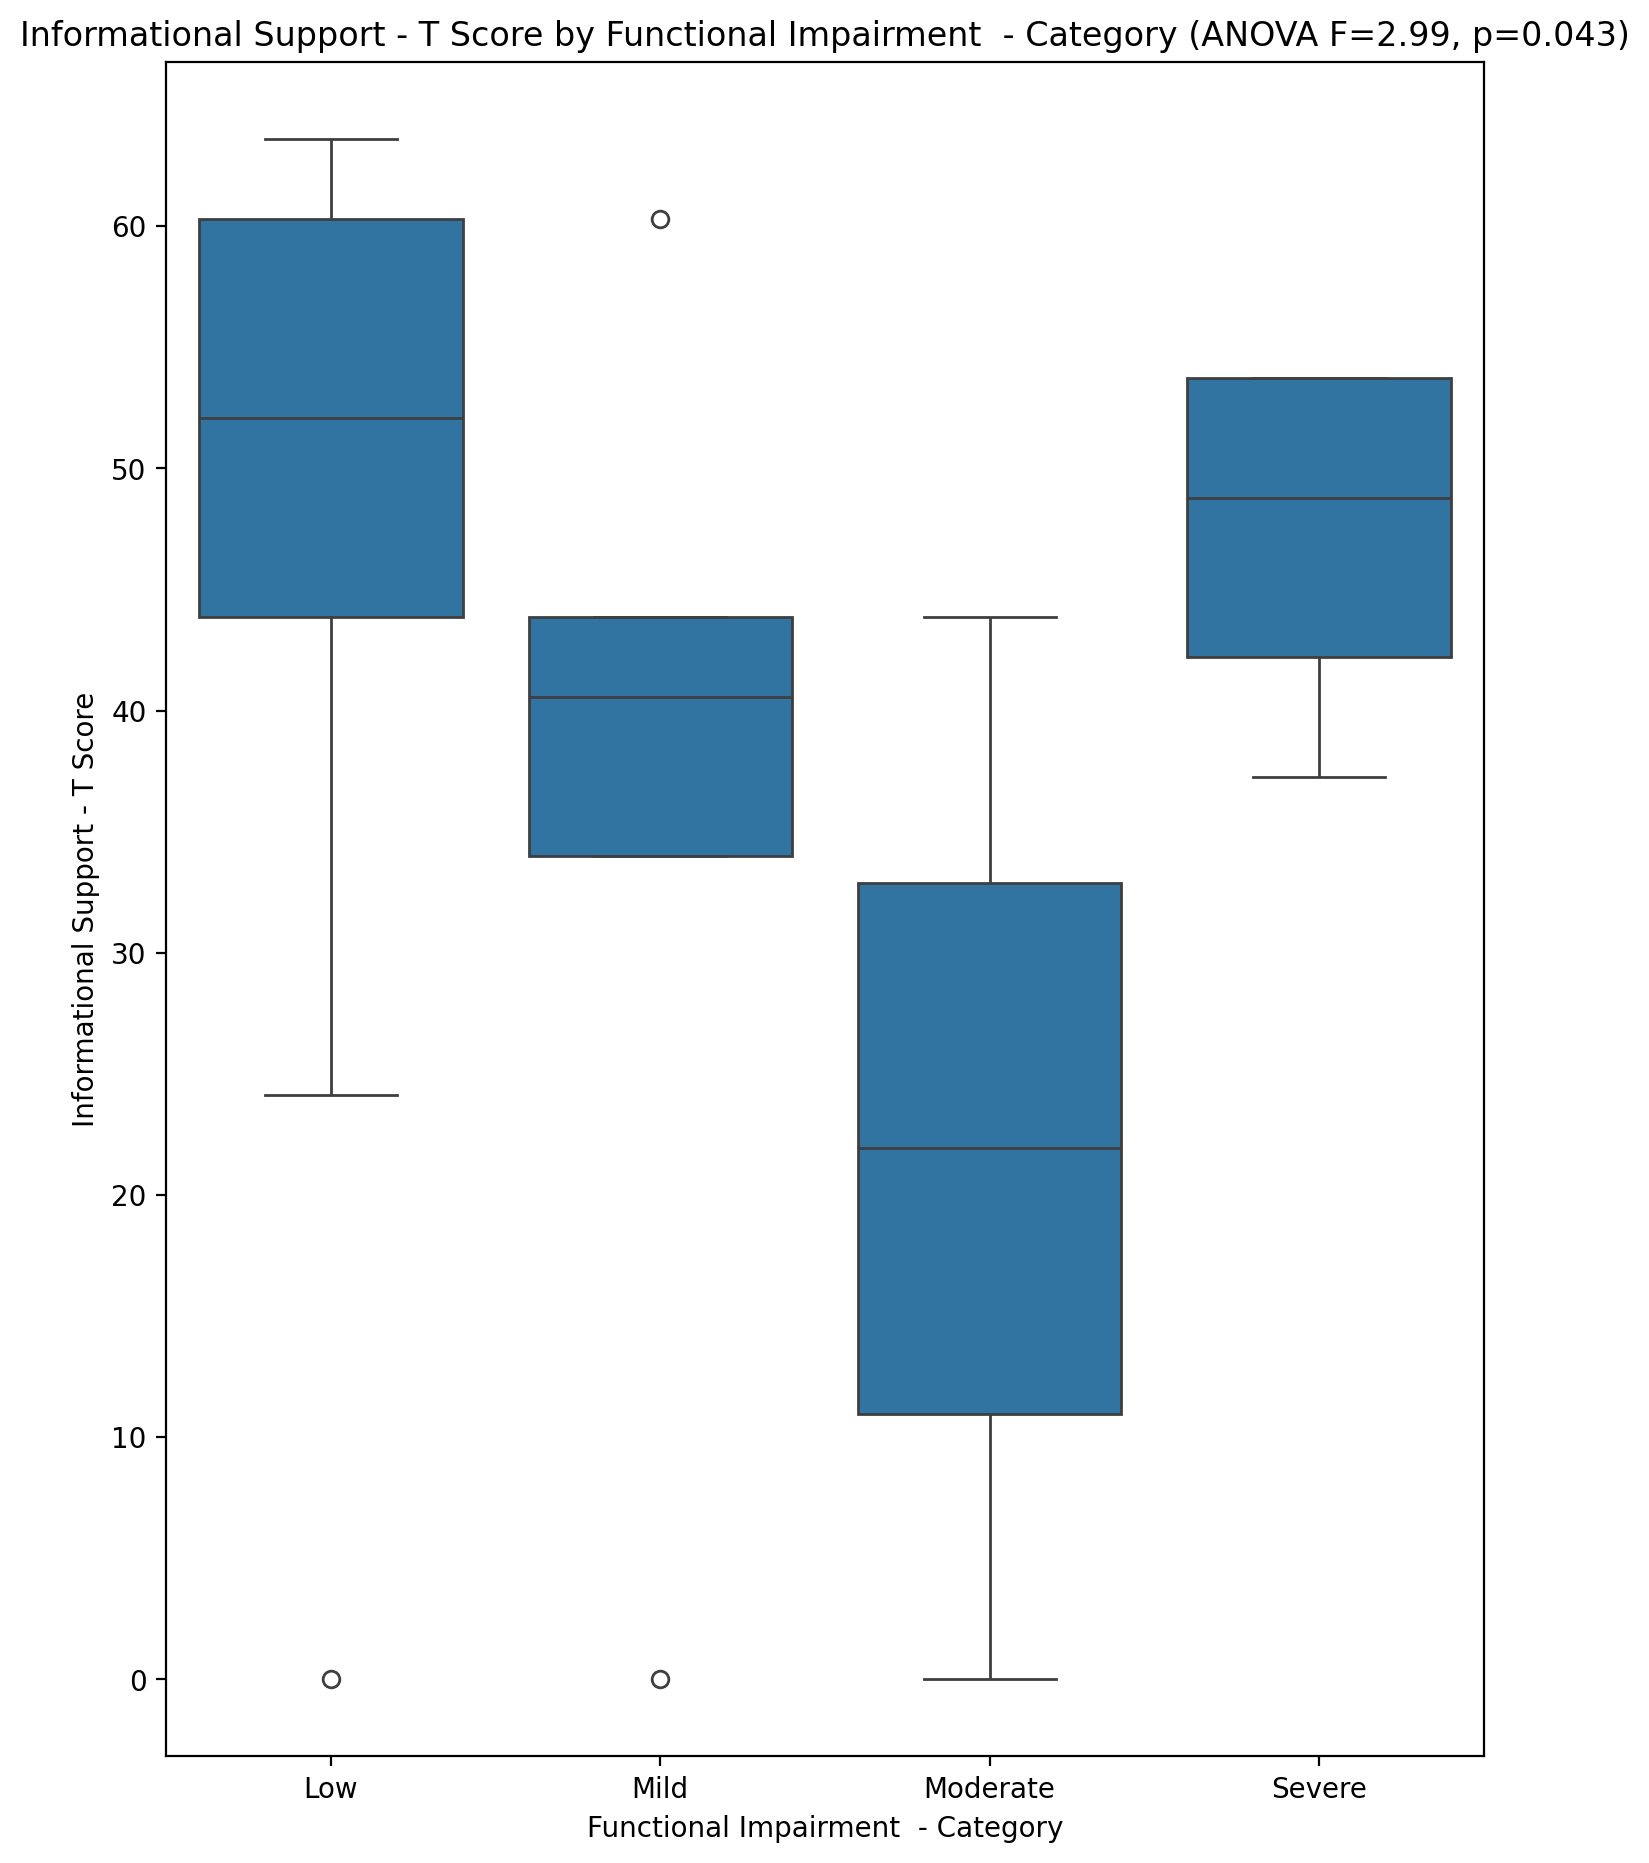 Informational Support - T Score by Functional Impairment  - Category (ANOVA F=2.99, p=0.043)
Informational Support - T Score
60
50
40
30
20
10
0
Low
Mild
Moderate
Severe
Functional Impairment  - Category